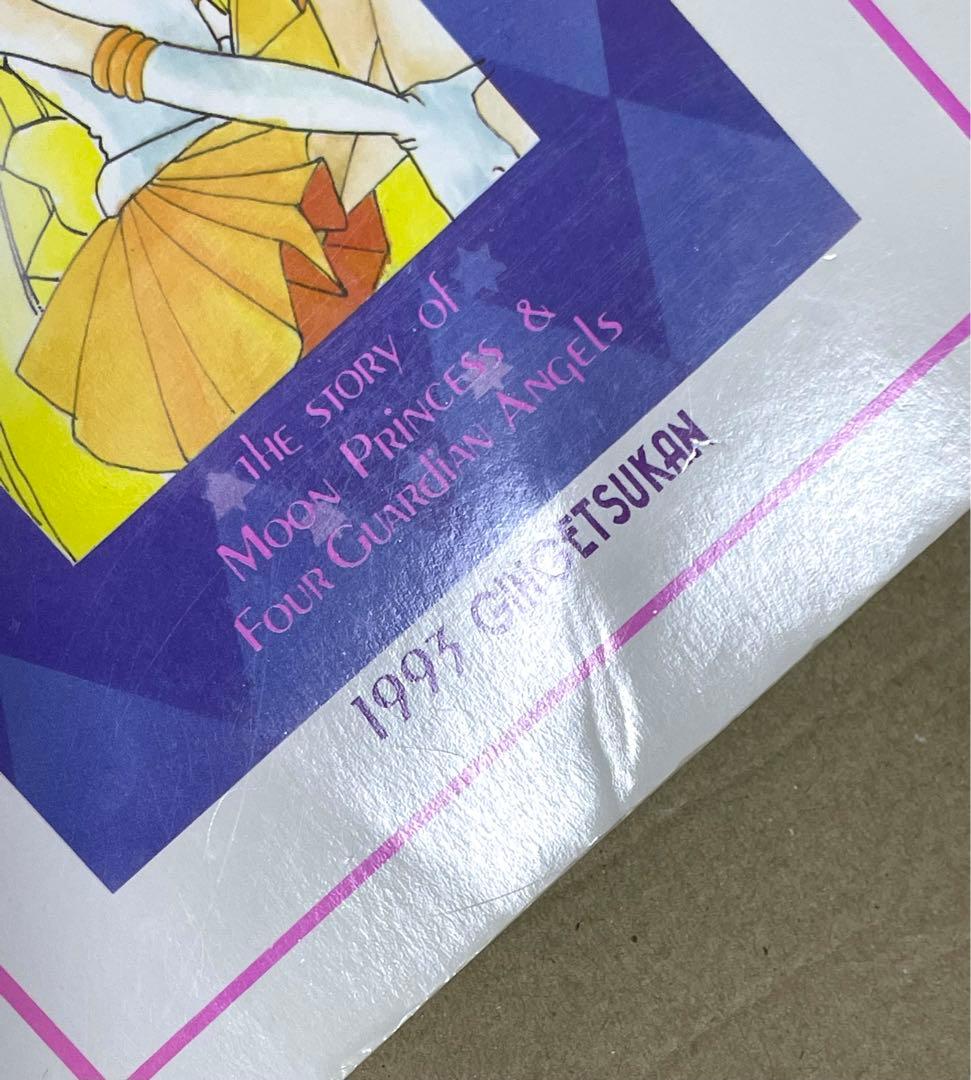 THE STORY OF
MOON PRINCESS &
FOUR GUARDIAN ANGELS
1993 GINGETSUKAN